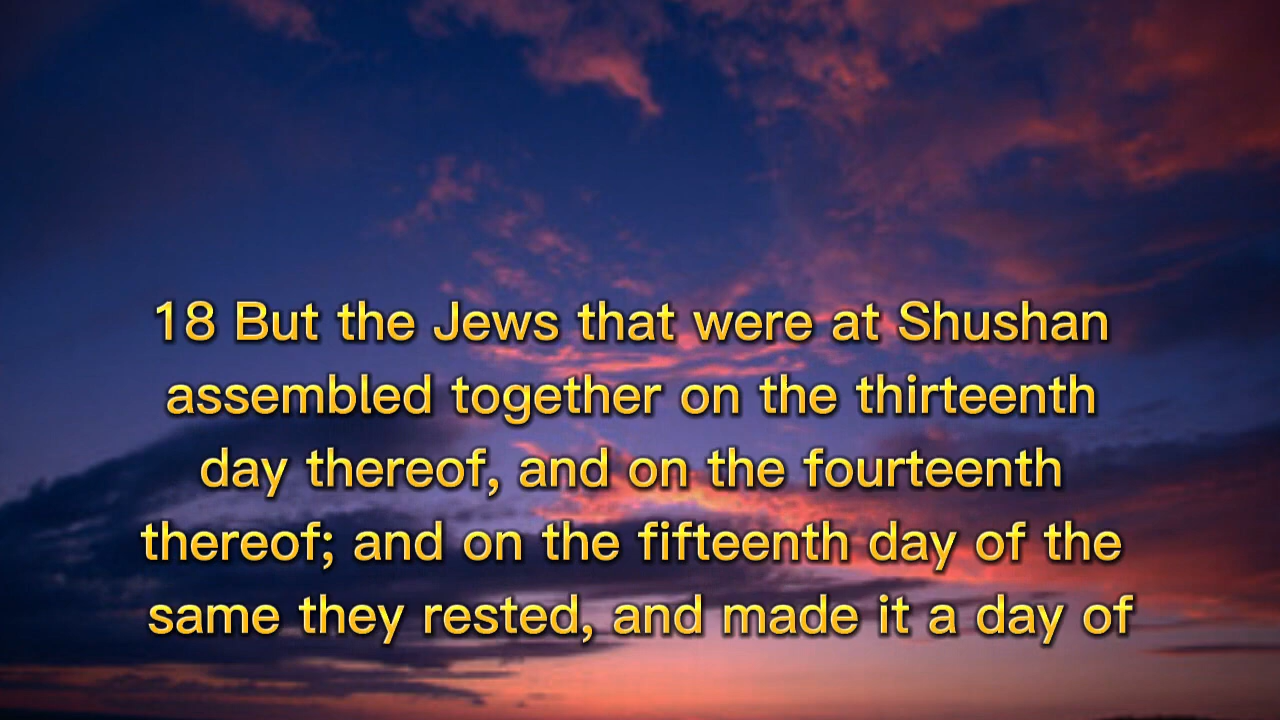 18 But the Jews that were at Shushan
assembled together on the thirteenth
day thereof, and on the fourteenth
thereof; and on the fifteenth day of the
same they rested, and made it a day of